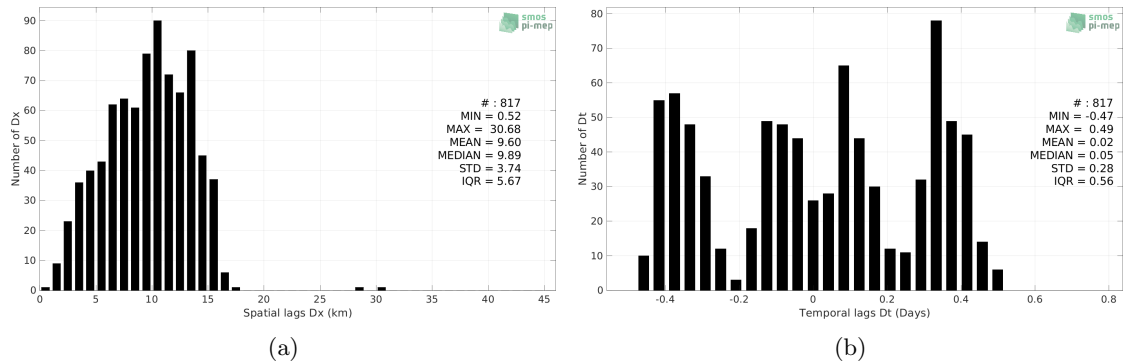 smos
pi-mep
Number of Dx
90
80
70
60
50
40
30
20
10
0
# : 817
MIN = 0.52
MAX = 30.68
MEAN = 9.60
MEDIAN = 9.89
STD = 3.74
IQR = 5.67
0 5 10 15 20 25 30 35 40 45
Spatial lags Dx (km)
(a)
smos
pi-mep
Number of Dt
80
70
60
50
40
30
20
10
0
# : 817
MIN = -0.47
MAX = 0.49
MEAN = 0.02
MEDIAN = 0.05
STD = 0.28
IQR = 0.56
-0.4 -0.2 0 0.2 0.4 0.6 0.8
Temporal lags Dt (Days)
(b)